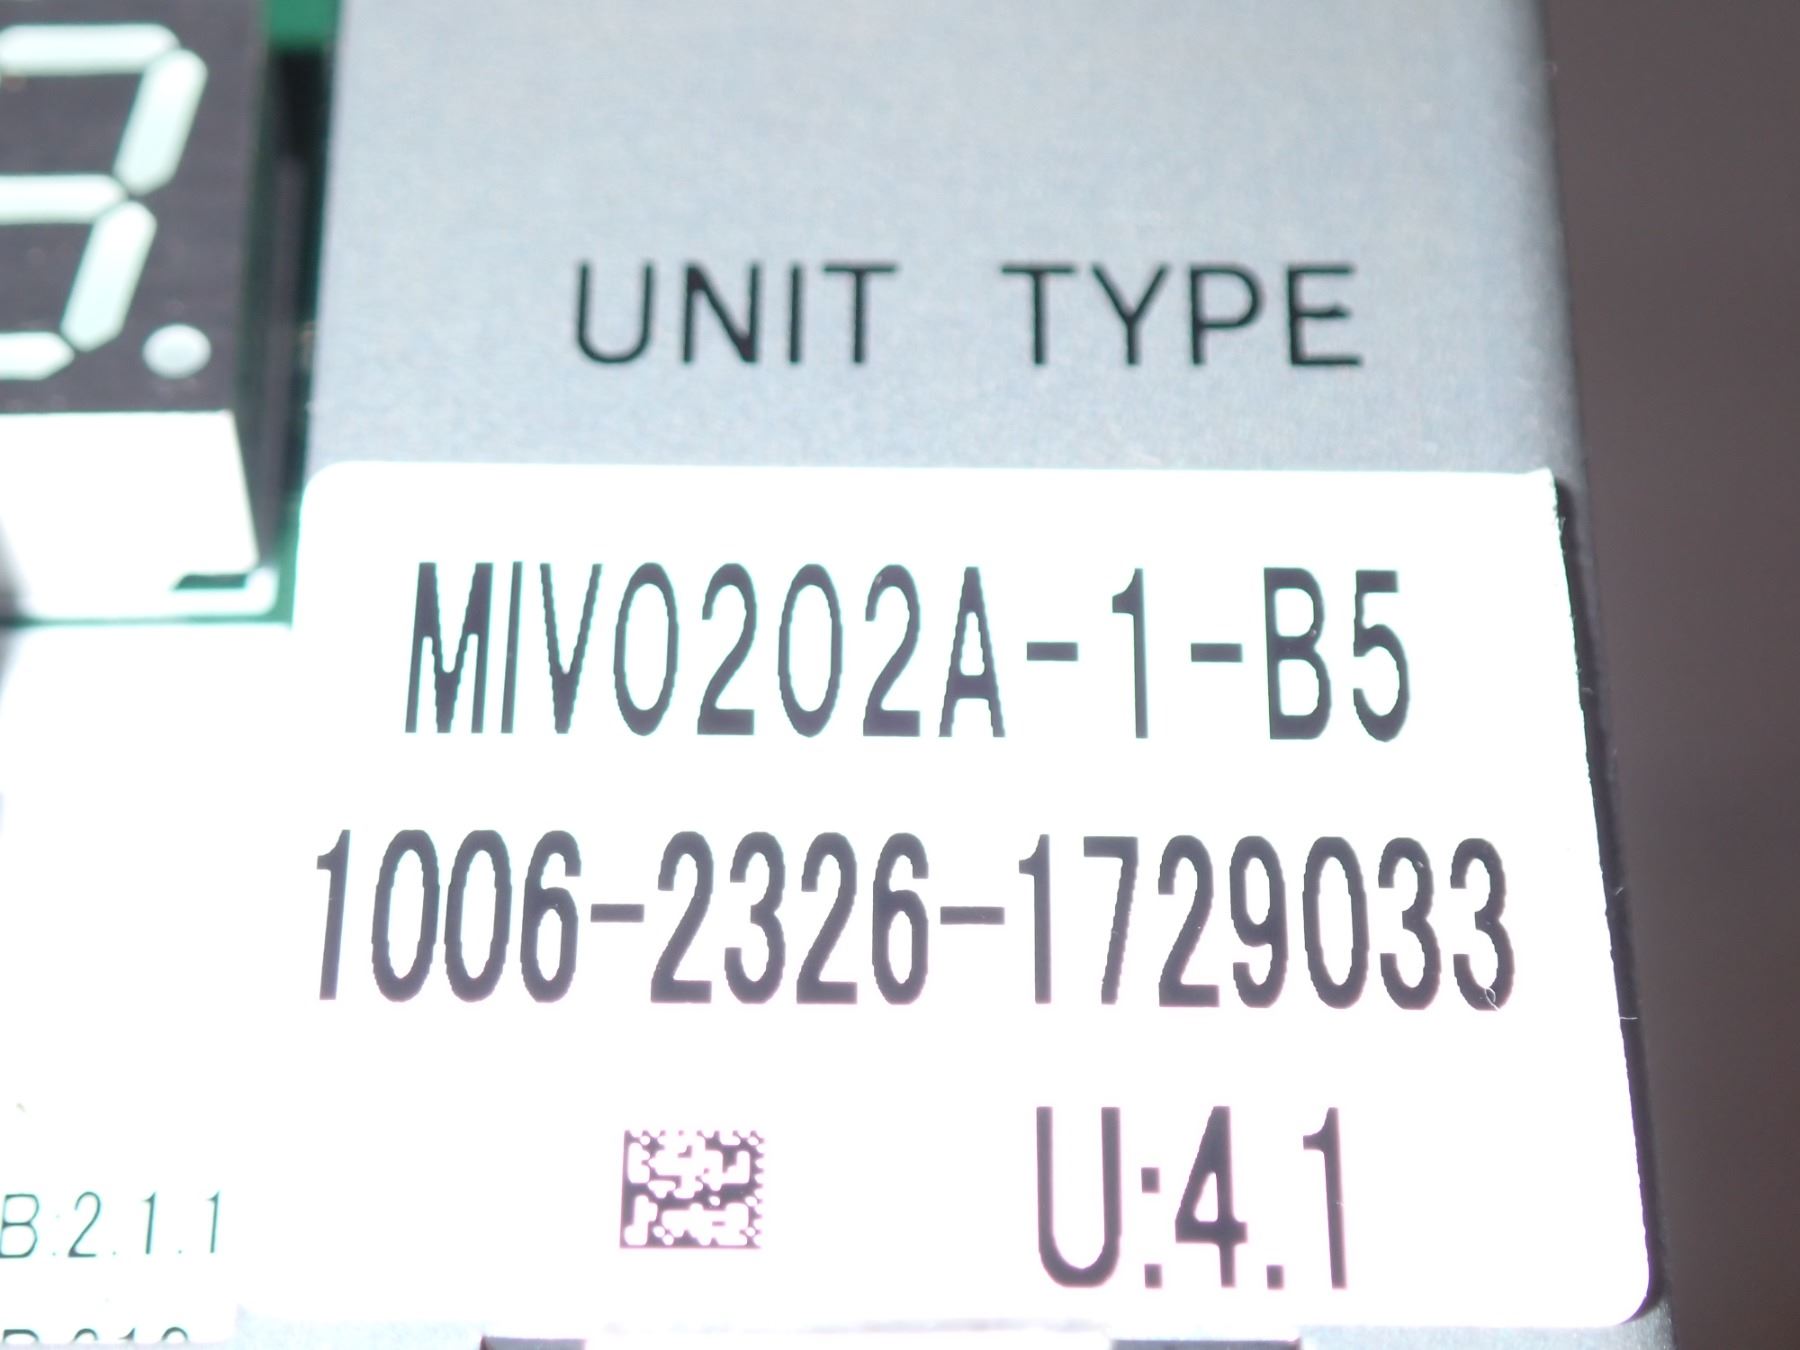 UNIT TYPE
MIV0202A-1-B5
1006-2326-1729033
U:4.1
B:2.1.1